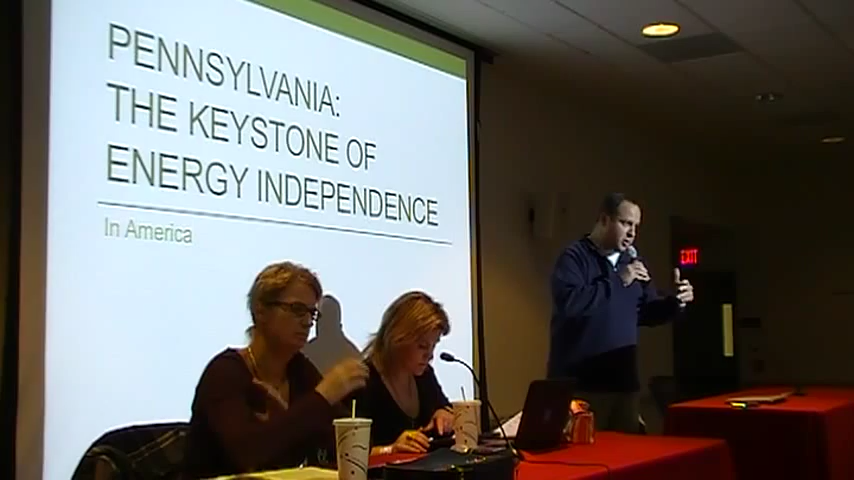 PENNSYLVANIA:
THE KEYSTONE OF
ENERGY INDEPENDENCE
In America
EXIT